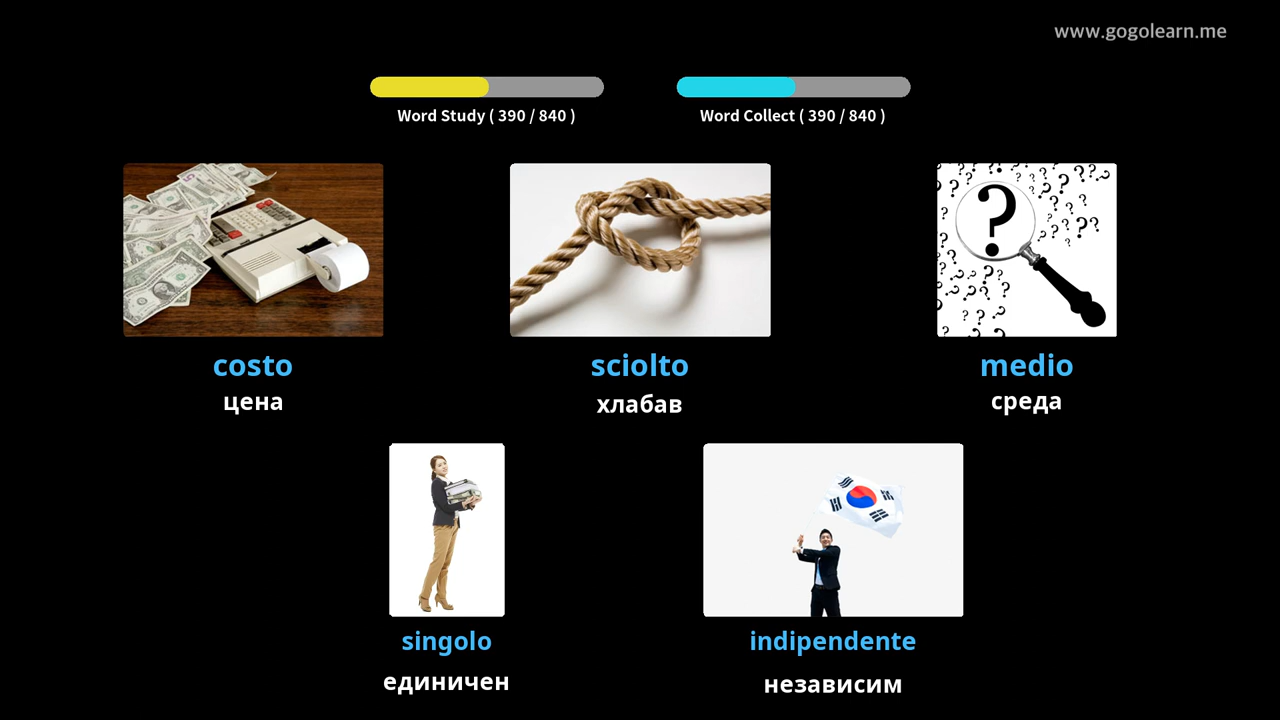 www.gogolearn.me
Word Study ( 390 / 840 )
Word Collect ( 390 / 840 )
costo
цена
sciolto
хлабав
medio
среда
singolo
единичен
indipendente
независим